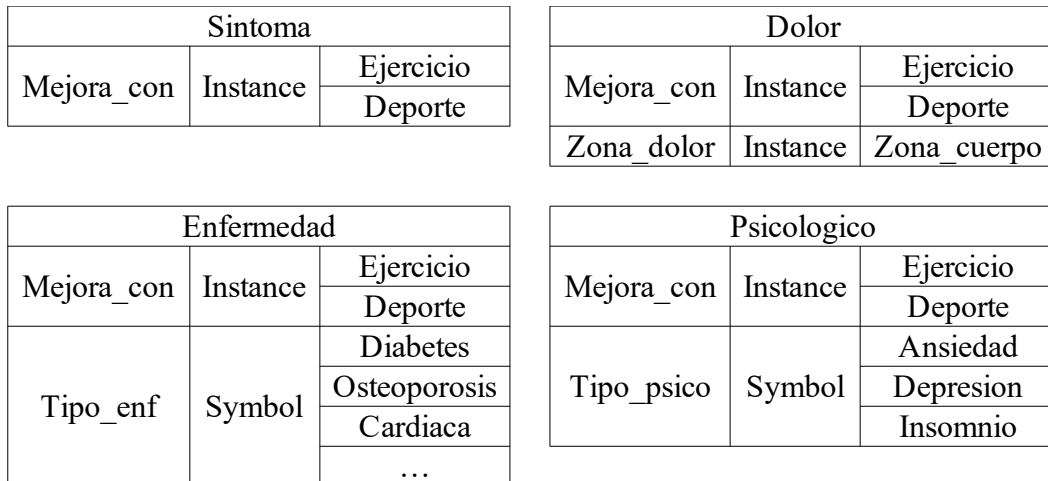 Sintoma
Mejora_con Instance Ejercicio
Deporte
Dolor
Mejora_con Instance Ejercicio
Deporte
Zona_dolor Instance Zona_cuerpo
Enfermedad
Mejora_con Instance Ejercicio
Deporte
Tipo_enf Symbol Diabetes
Osteoporosis
Cardiaca
…
Psicologico
Mejora_con Instance Ejercicio
Deporte
Tipo_psico Symbol Ansiedad
Depresion
Insomnio